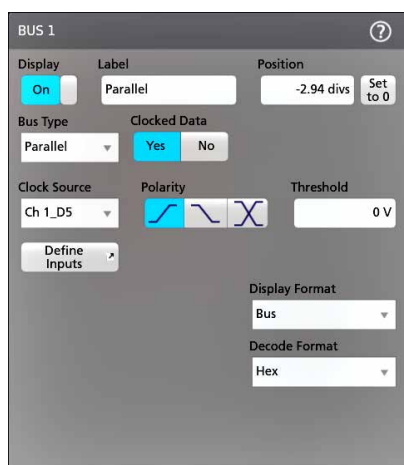 BUS 1
?
Display Label Position
On Parallel -2.94 divs Set
to 0
Bus Type Clocked Data
Parallel Yes No
Clock Source Polarity Threshold
Ch 1_D5 0 V
Define
Inputs
Display Format
Bus
Decode Format
Hex